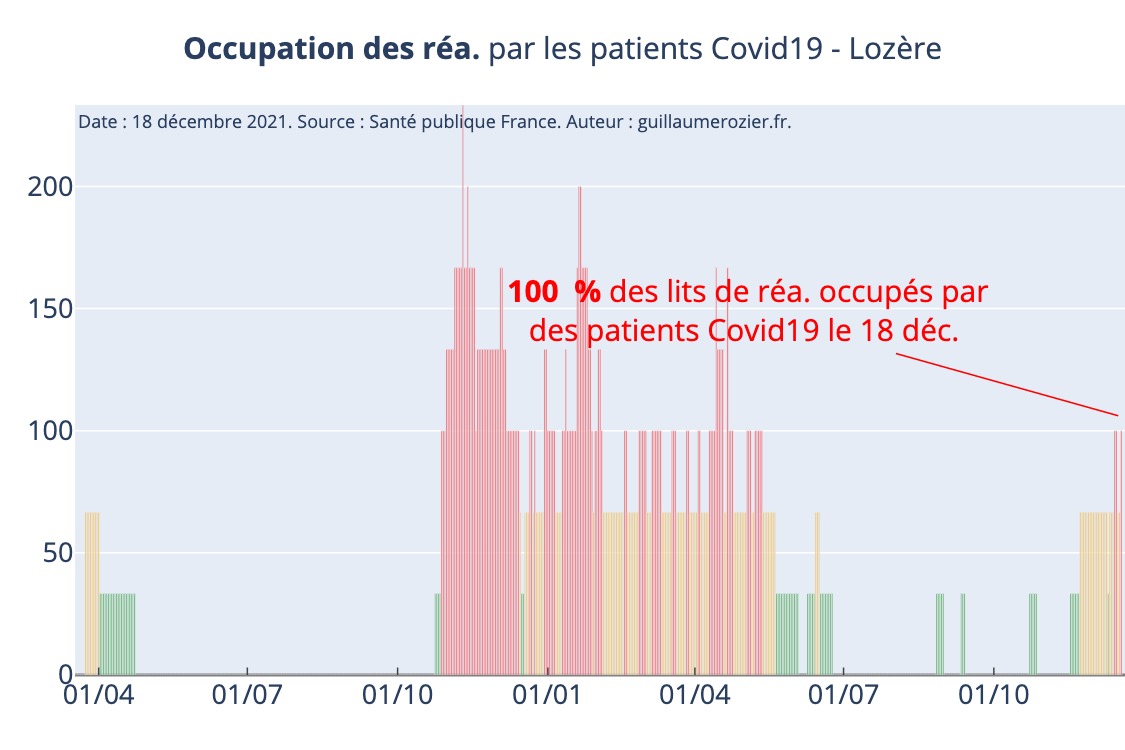 Occupation des réa. par les patients Covid19 - Lozère
Date : 18 décembre 2021. Source : Santé publique France. Auteur : guillaumerozier.fr.
200
100 % des lits de réa. occupés par
150
des patients Covid19 le 18 déc.
100
50
0
01/04 01/07 01/10 01/01 01/04 01/07 01/10